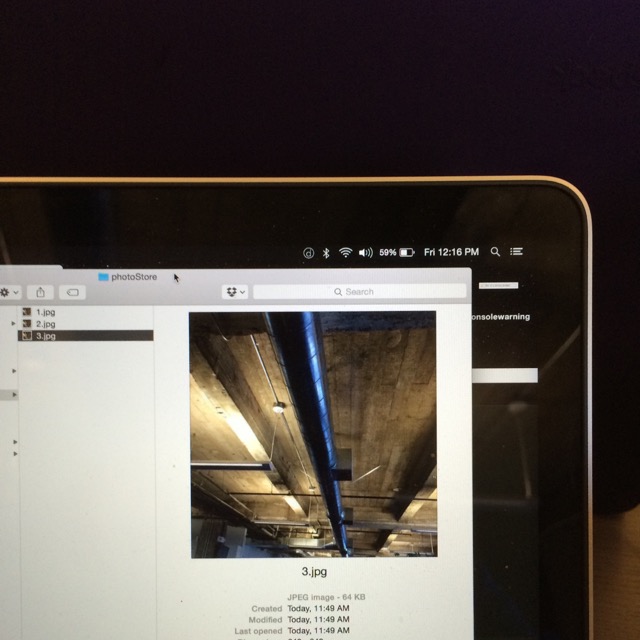 59% Fri 12:16 PM
photoStore
Search
1.jpg
2.jpg
3.jpg
onsolewarning
3.jpg
JPEG image - 64 KB
Created Today, 11:49 AM
Modified Today, 11:49 AM
Last opened Today, 11:49 AM